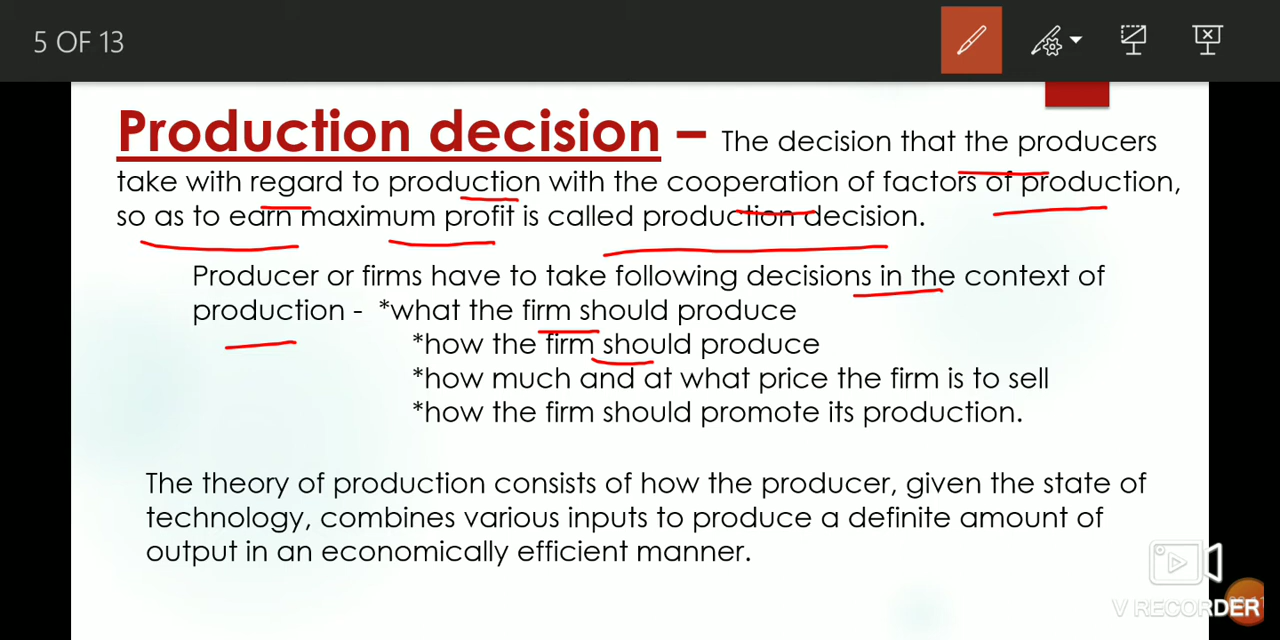 5 OF 13
Production decision – The decision that the producers
take with regard to production with the cooperation of factors of production,
so as to earn maximum profit is called production decision.
Producer or firms have to take following decisions in the context of
production - *what the firm should produce
*how the firm should produce
*how much and at what price the firm is to sell
*how the firm should promote its production.
The theory of production consists of how the producer, given the state of
technology, combines various inputs to produce a definite amount of
output in an economically efficient manner.
V RECORDER